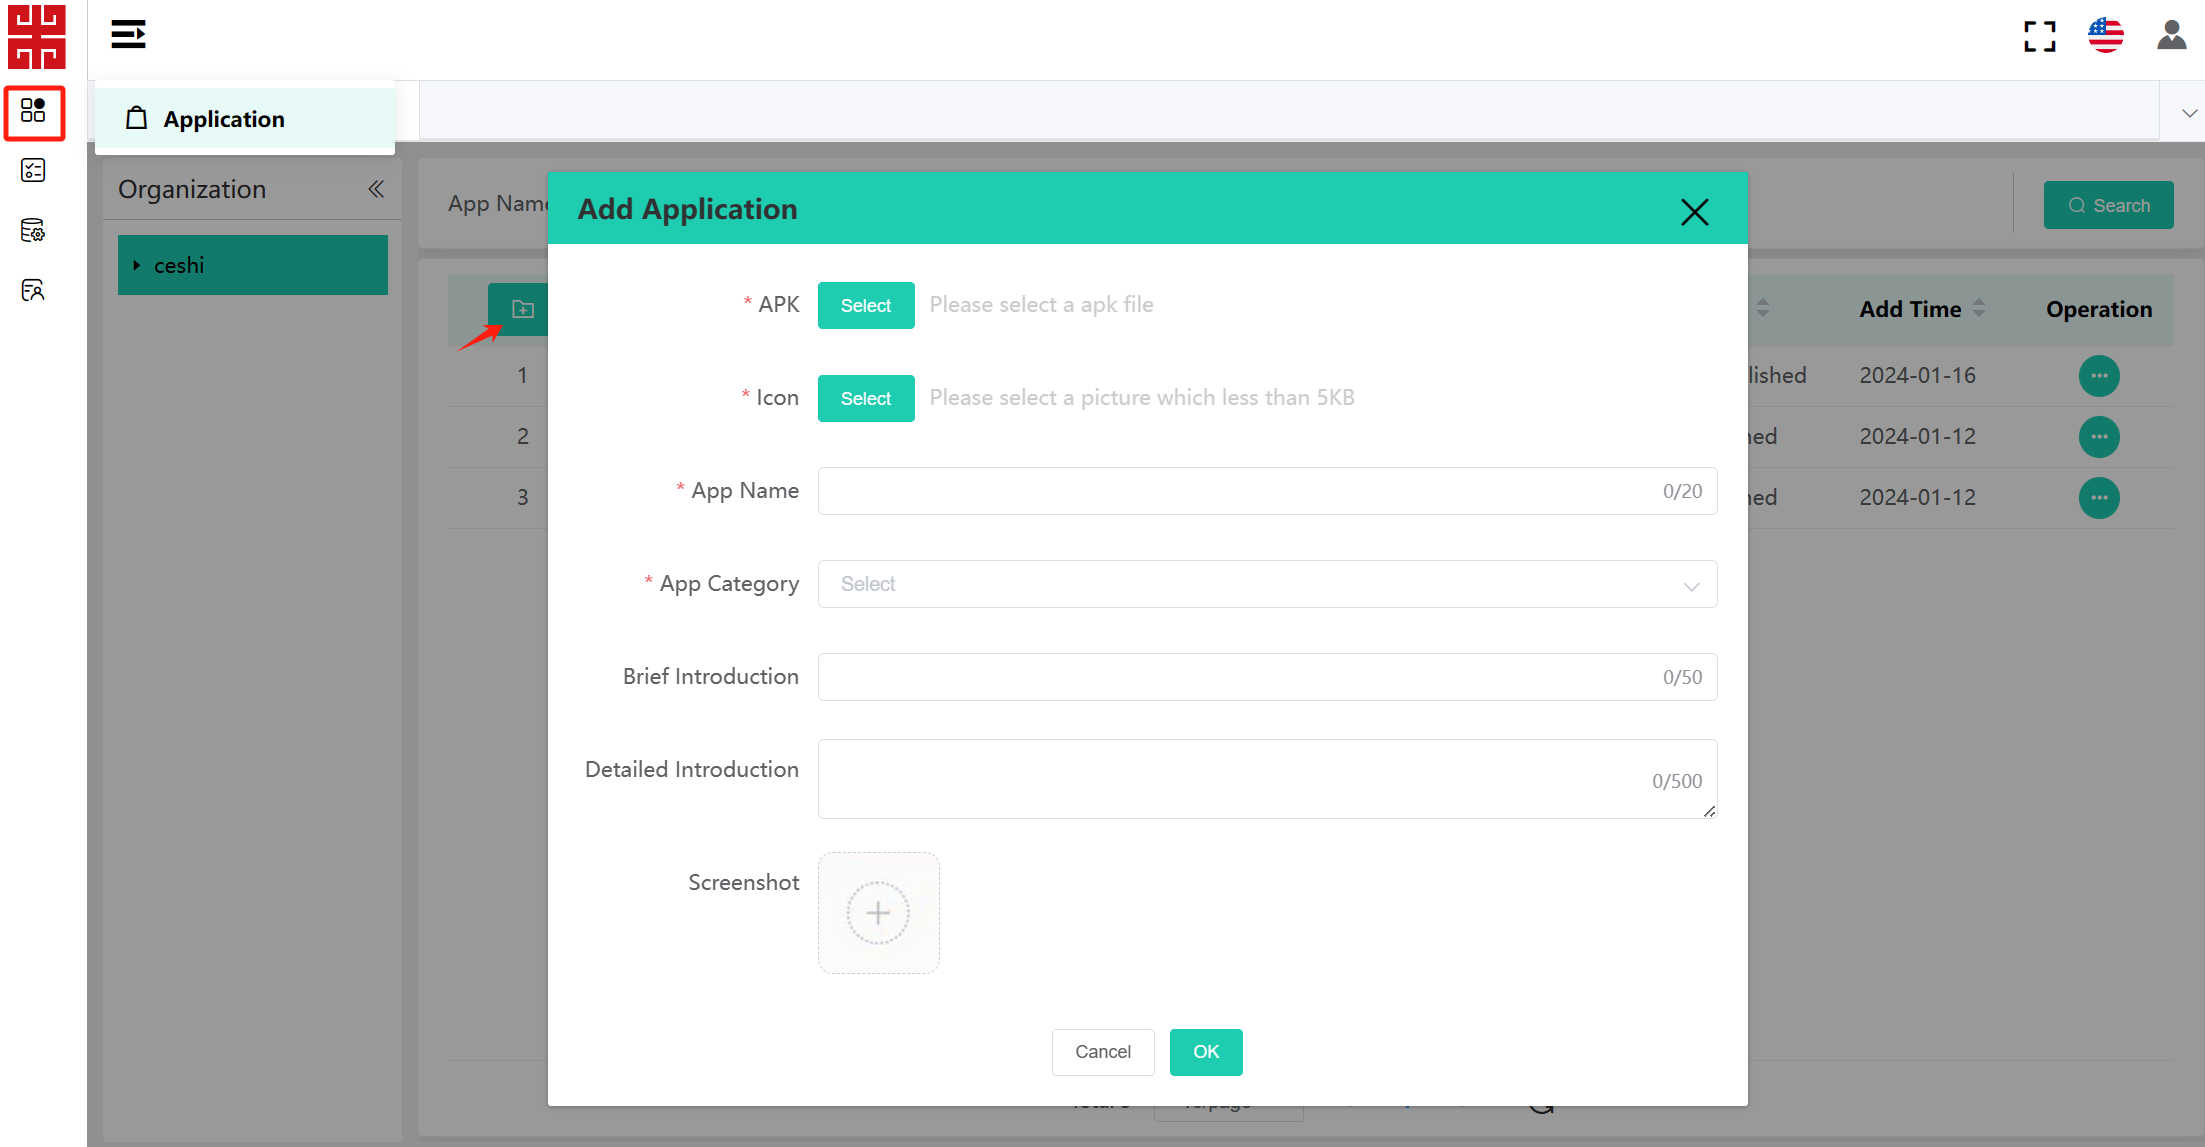 Application
Organization
ceshi
App Name
Search
Add Application
* APK
Select
Please select a apk file
* Icon
Select
Please select a picture which less than 5KB
* App Name
0/20
* App Category
Select
Brief Introduction
0/50
Detailed Introduction
0/500
Screenshot
Cancel
OK
Add Time
Operation
1
lished
2024-01-16
2
ned
2024-01-12
3
ned
2024-01-12